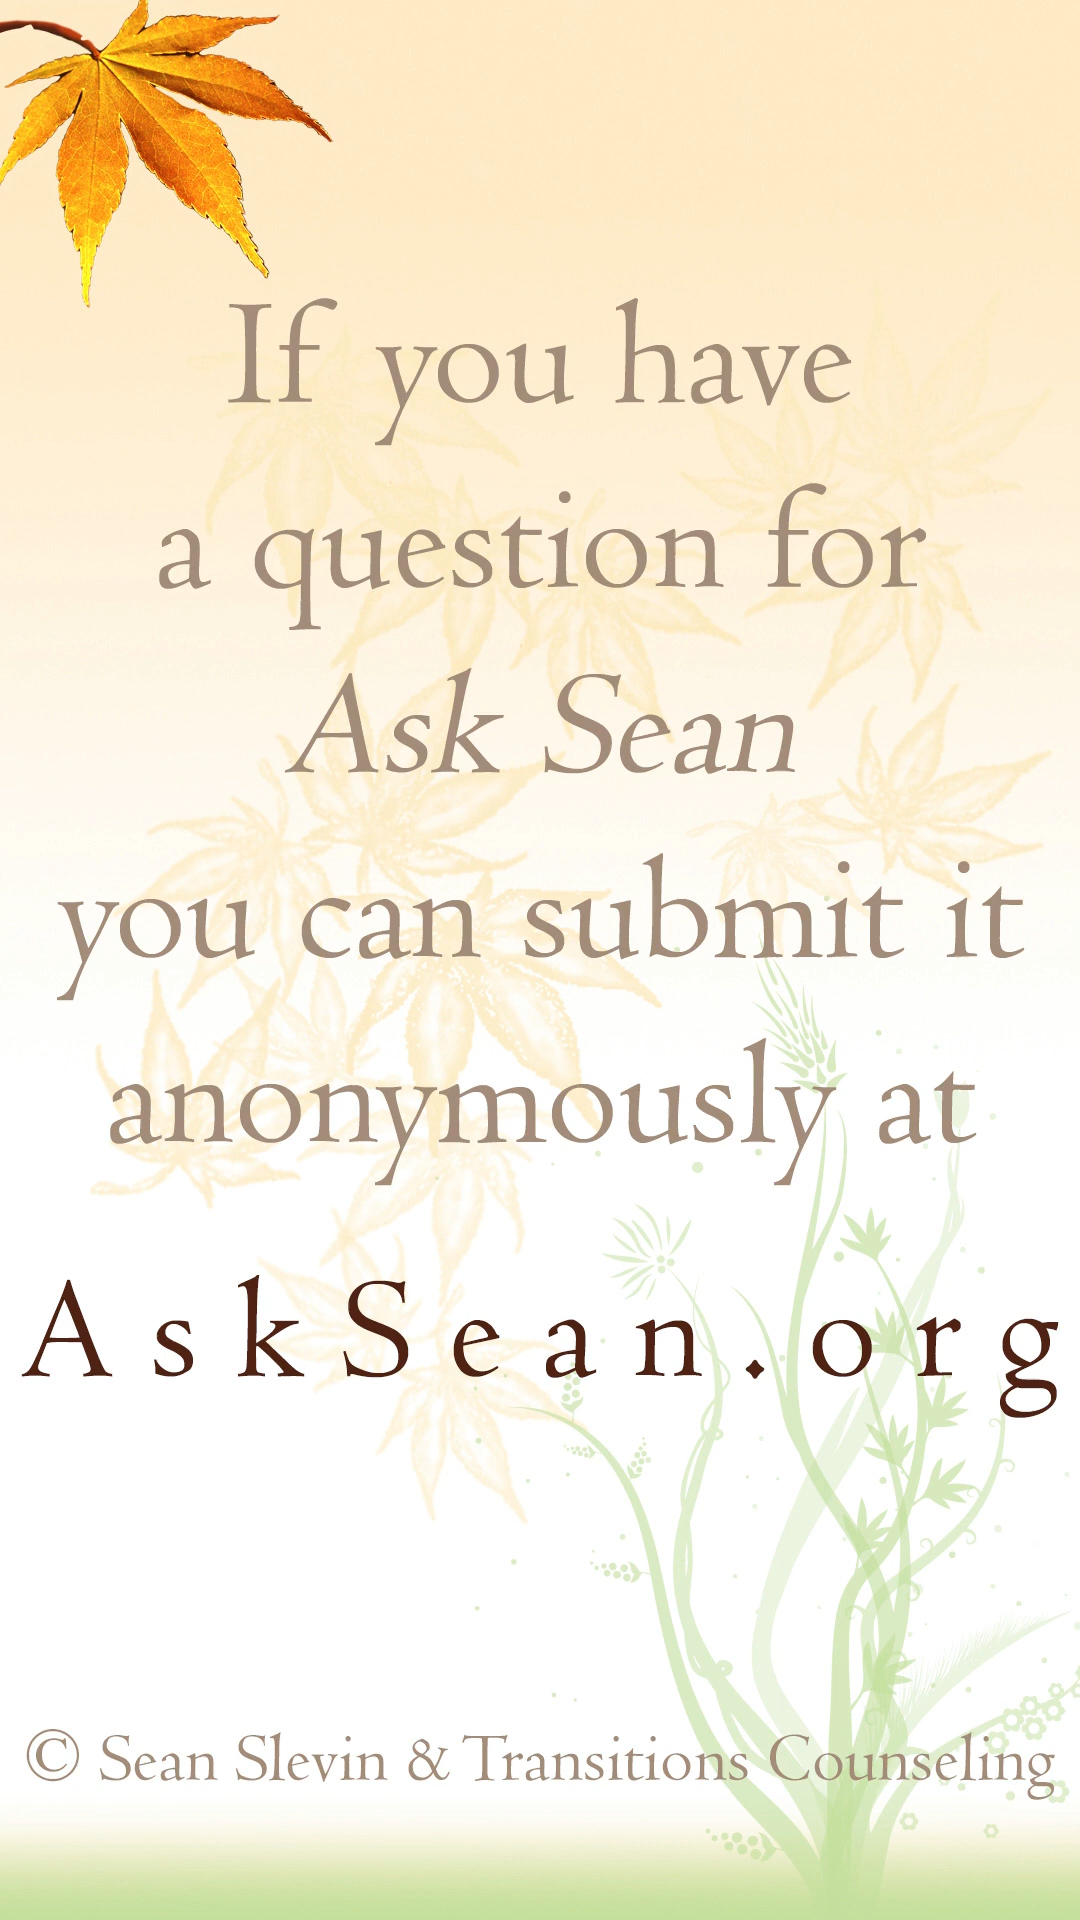 If you have
a question for
Ask Sean
you can submit it
anonymously at
AskSean.org
© Sean Slevin & Transitions Counseling